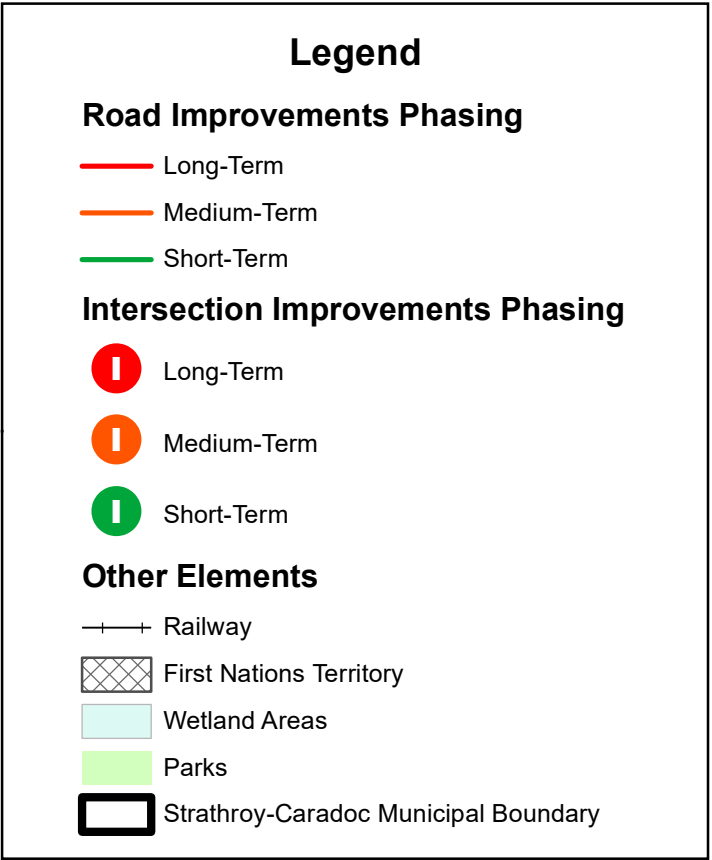 Legend
Road Improvements Phasing
Long-Term
Medium-Term
Short-Term
Intersection Improvements Phasing
I Long-Term
I Medium-Term
I Short-Term
Other Elements
Railway
First Nations Territory
Wetland Areas
Parks
Strathroy-Caradoc Municipal Boundary